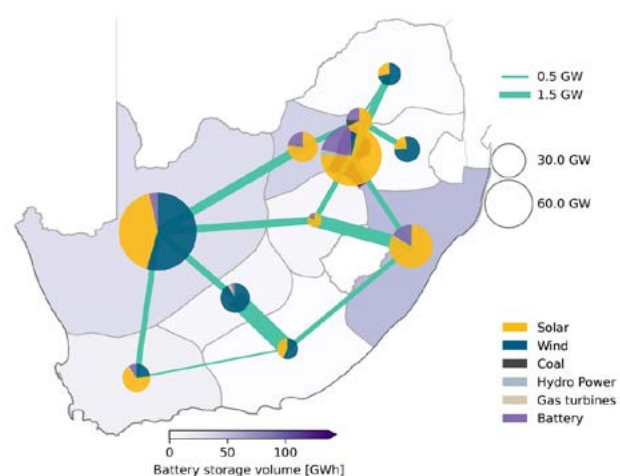 0.5 GW
1.5 GW
30.0 GW
60.0 GW
Solar
Wind
Coal
Hydro Power
Gas turbines
Battery
0 50 100
Battery storage volume [GWh]